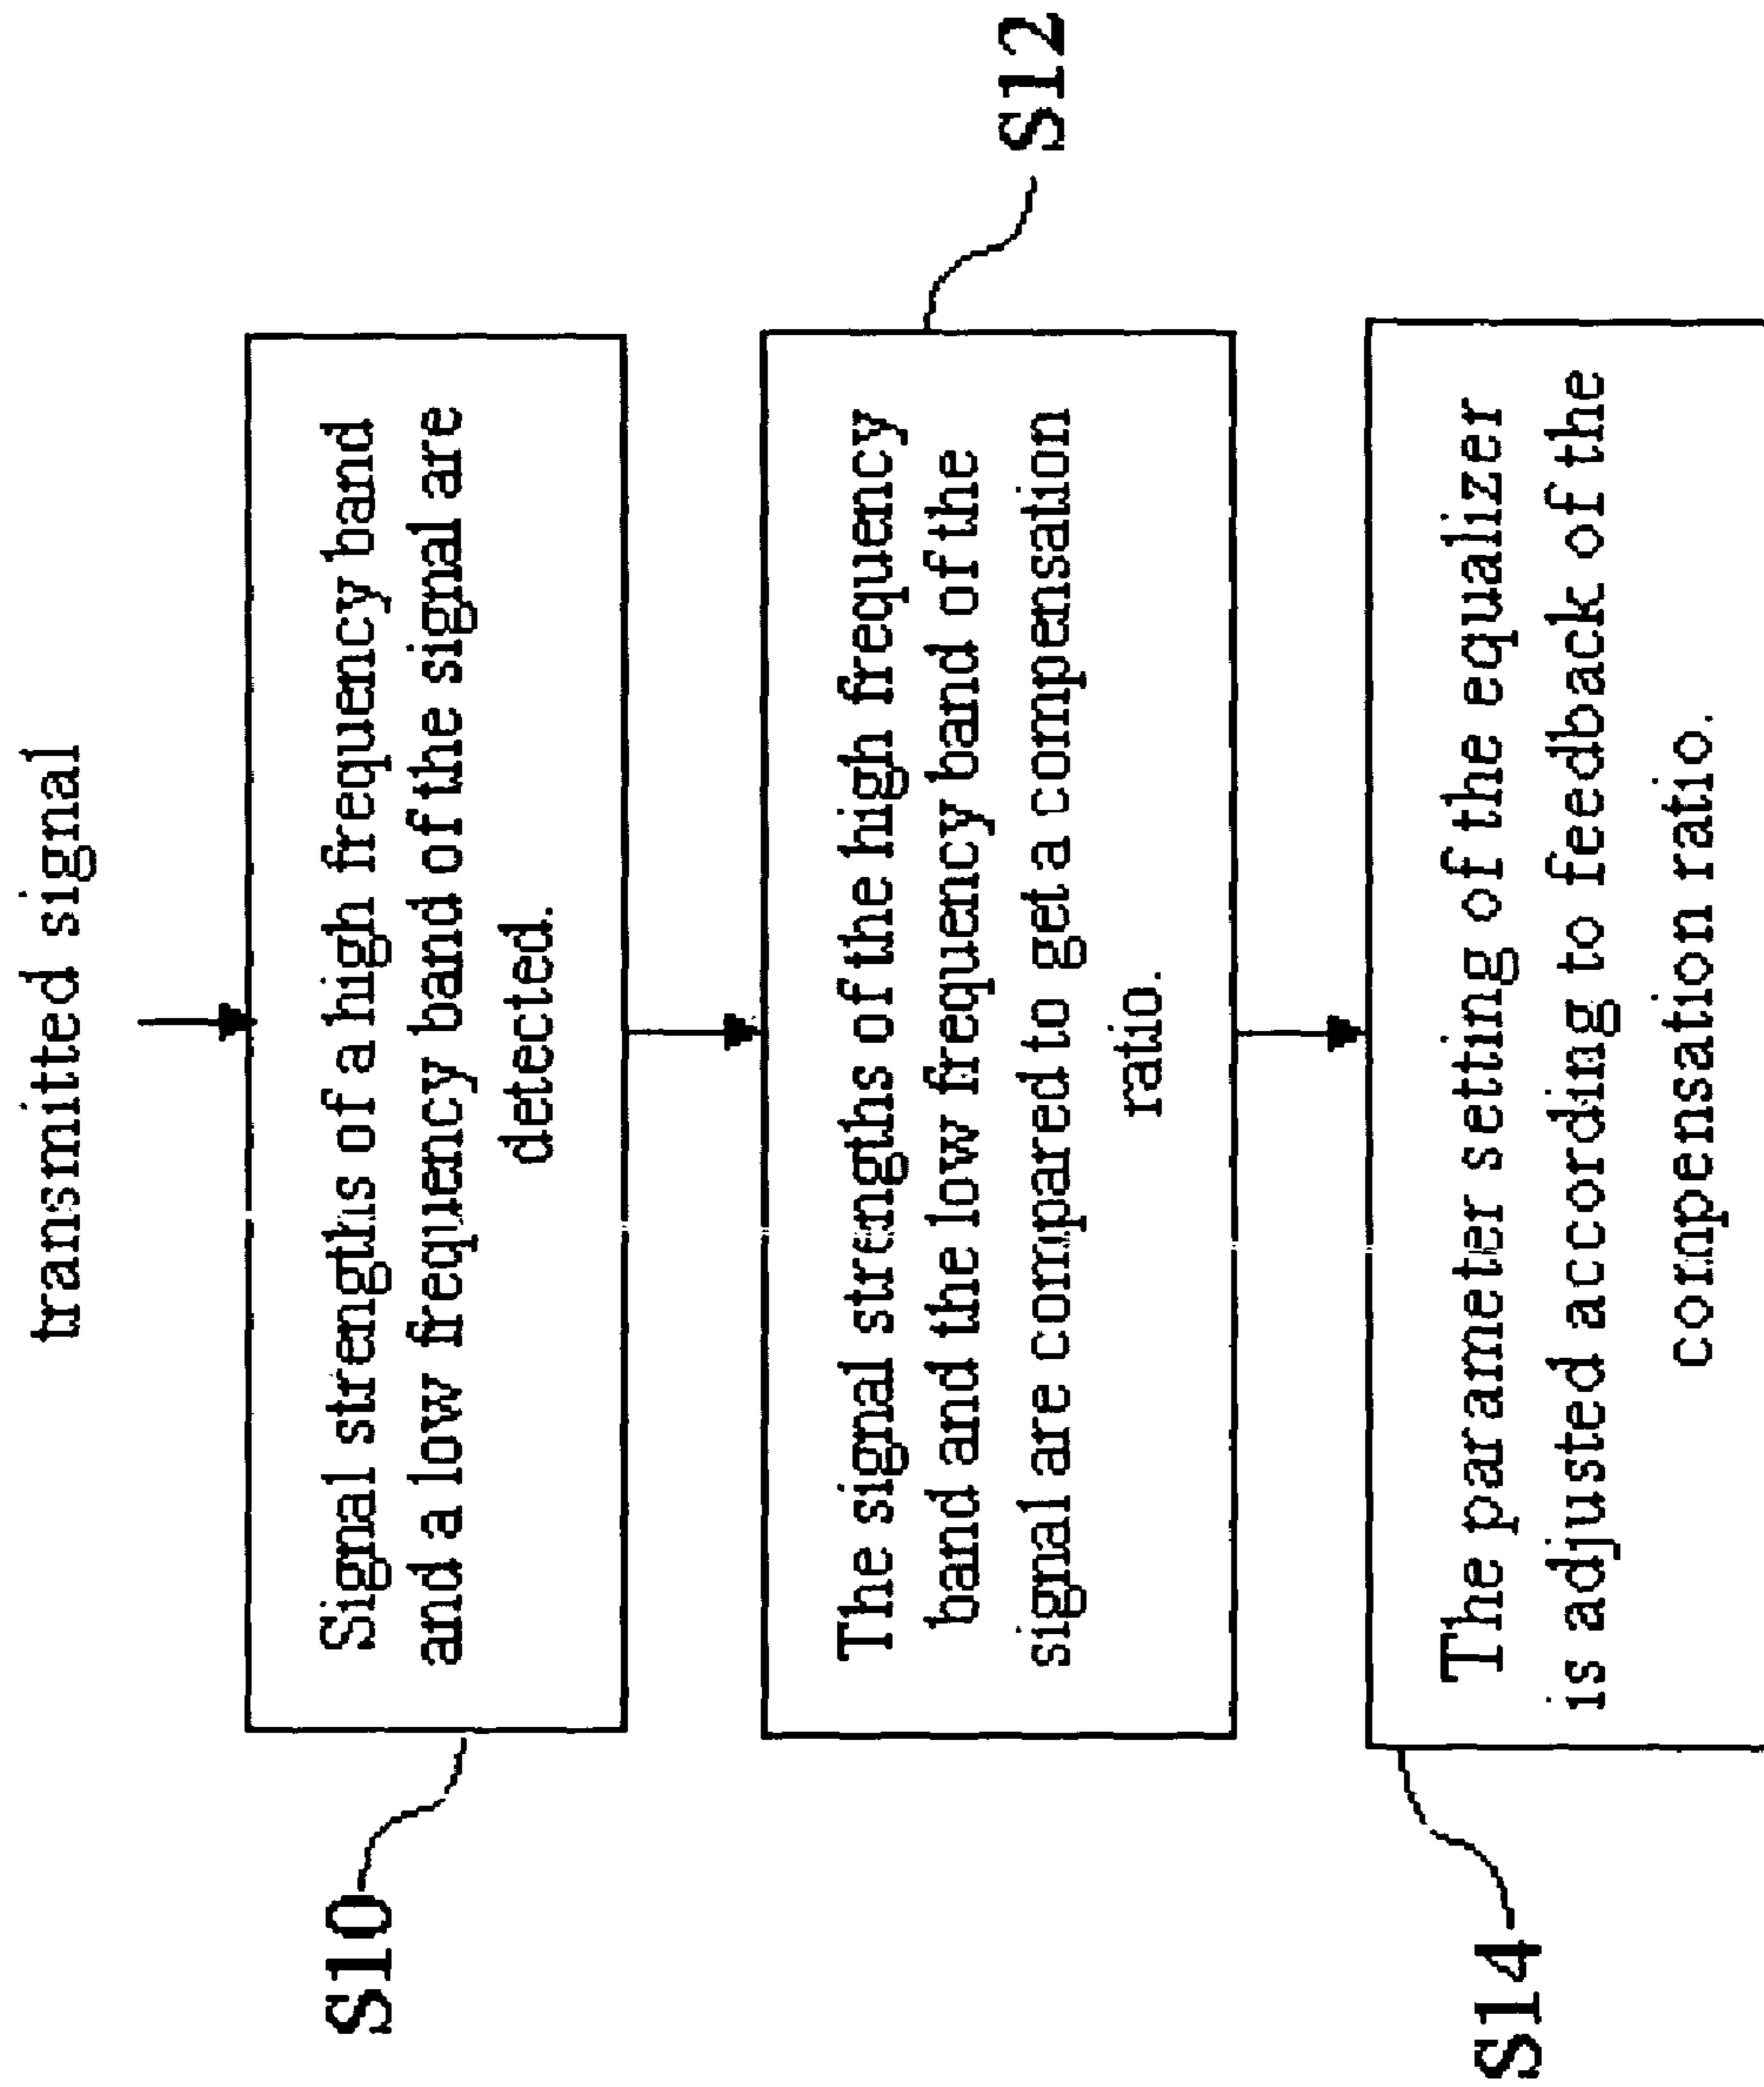 transmitted signal
S10
Signal strengths of a high frequency band
and a low frequency band of the signal are
detected.
S12
The signal strengths of the high frequency
band and the low frequency band of the
signal are compared to get a compensation
ratio.
S14
The parameter setting of the equalizer
is adjusted according to feedback of the
compensation ratio.